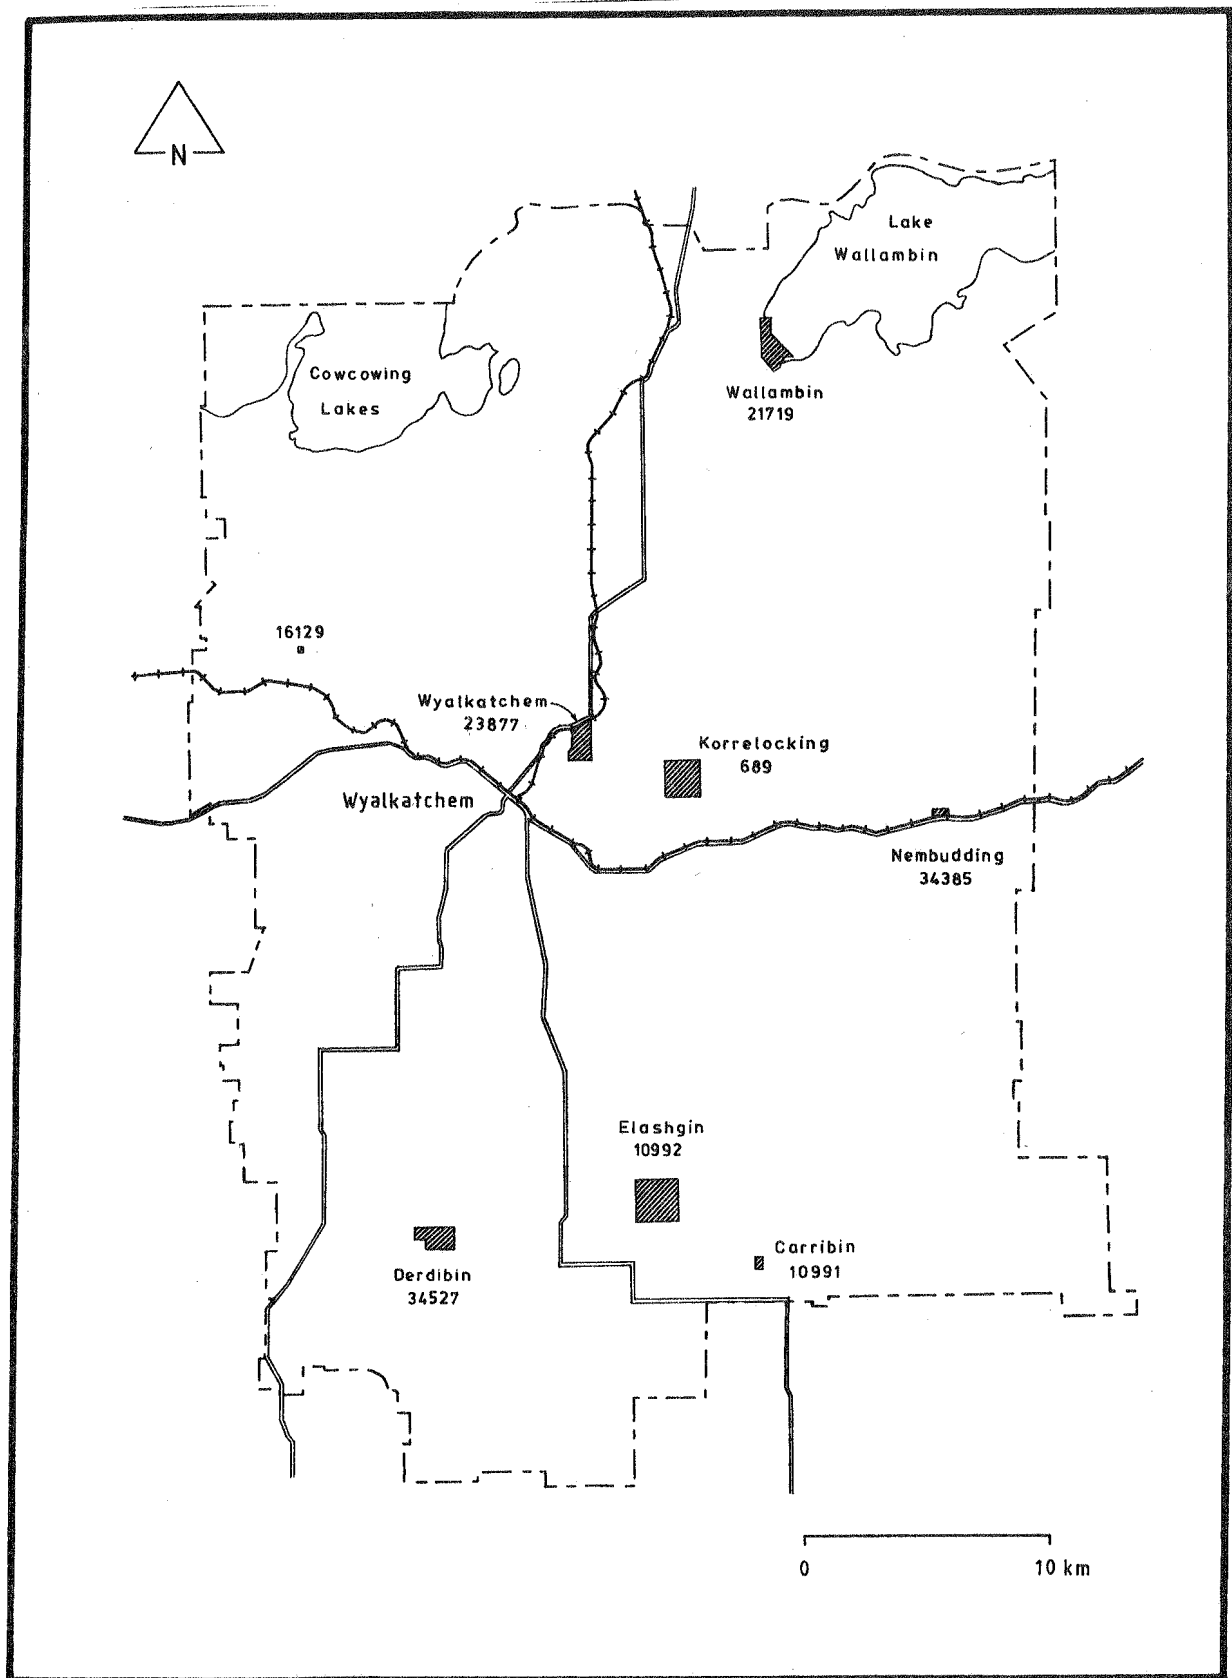 N
Lake
Wallambin
Cowcowing
Lakes
Wallambin
21719
16129
Wyalkatchem
23877
Korrelocking
689
Wyalkatchem
Nembudding
34385
Elashgin
10992
Carribin
10991
Derdibin
34527
0 10 km